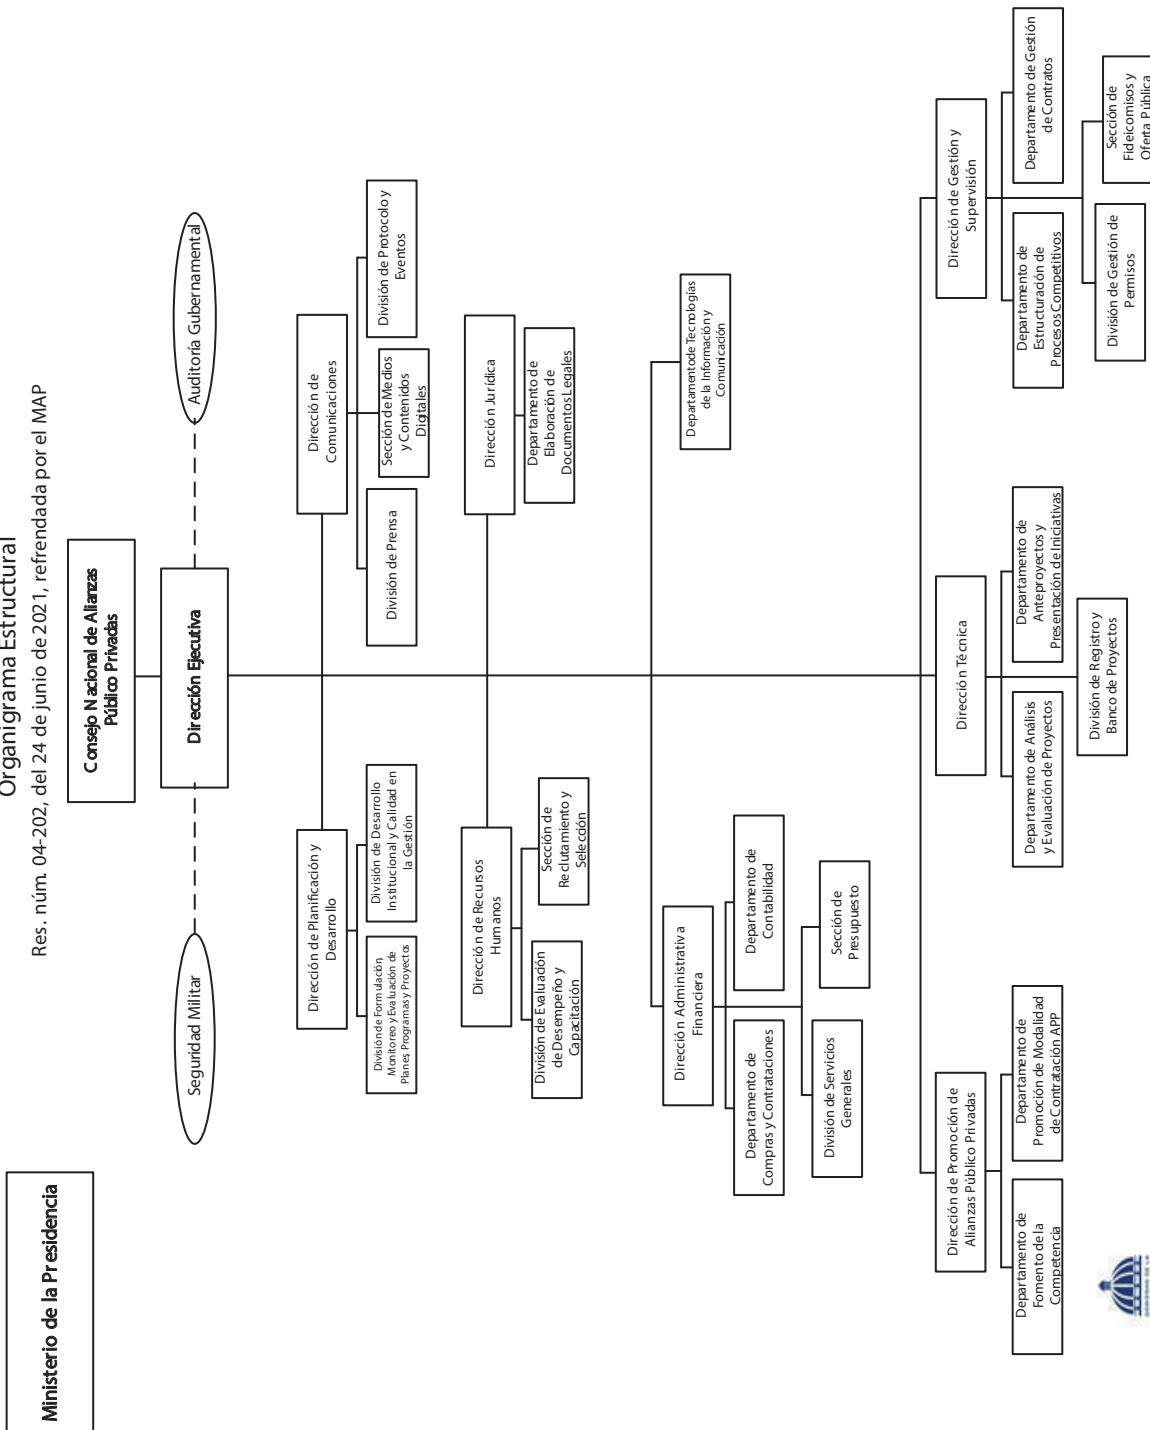 Organigrama Estructural
Res. núm. 04-202, del 24 de junio de 2021, refrendada por el MAP
Ministerio de la Presidencia
Consejo Nacional de Alianzas
Público Privadas
Seguridad Militar
Dirección Ejecutiva
Auditoría Gubernamental
Dirección de Planificación y
Desarrollo
División de Formulación,
Monitoreo y Evaluación de
Planes, Programas y Proyectos
División de Desarrollo
Institucional y Calidad en
la Gestión
Dirección de
Comunicaciones
División de Prensa
Sección de Medios
y Contenidos
Digitales
División de Protocolo y
Eventos
Dirección de Recursos
Humanos
División de Evaluación
de Desempeño y
Capacitación
Sección de
Reclutamiento y
Selección
Dirección Jurídica
Departamento de
Elaboración de
Documentos Legales
Dirección Administrativa
Financiera
Departamento de
Compras y Contrataciones
Departamento de
Contabilidad
División de Servicios
Generales
Sección de
Presupuesto
Departamento de Tecnologías
de la Información y
Comunicación
Dirección de Promoción de
Alianzas Público Privadas
Departamento de
Fomento de la
Competencia
Departamento de
Promoción de Modalidad
de Contratación APP
Dirección Técnica
Departamento de Análisis
y Evaluación de Proyectos
Departamento de
Anteproyectos y
Presentación de Iniciativas
División de Registro y
Banco de Proyectos
Dirección de Gestión y
Supervisión
Departamento de
Estructuración de
Procesos Competitivos
Departamento de Gestión
de Contratos
División de Gestión de
Permisos
Sección de
Fideicomisos y
Oferta Pública
GOBIERNO DE LA